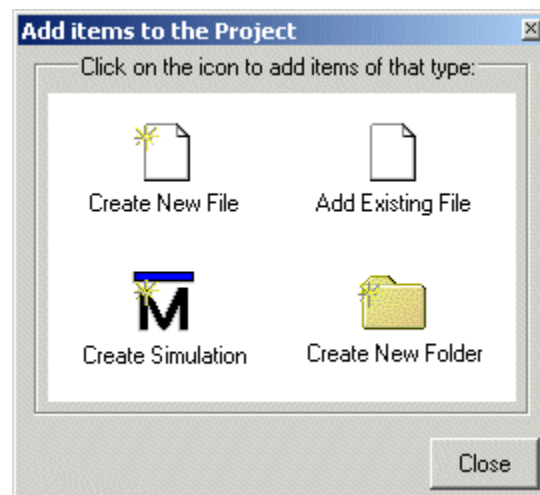 Add items to the Project
Click on the icon to add items of that type:
Create New File
Add Existing File
M
Create Simulation
Create New Folder
Close